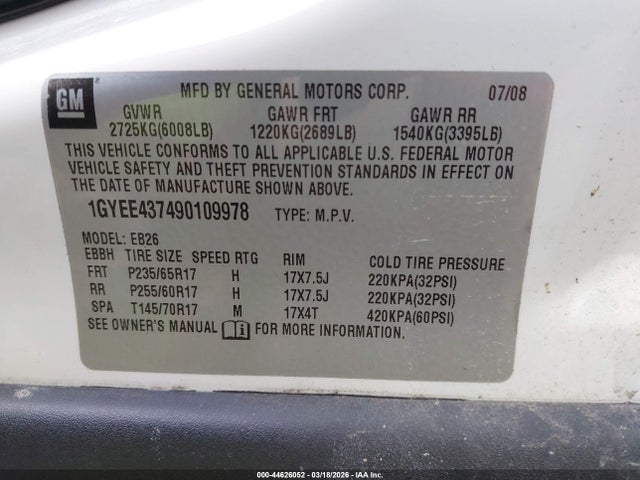 GM
MFD BY GENERAL MOTORS CORP. 07/08
GVWR GAWR FRT GAWR RR
2725KG(6008LB) 1220KG(2689LB) 1540KG(3395LB)
THIS VEHICLE CONFORMS TO ALL APPLICABLE U.S. FEDERAL MOTOR
VEHICLE SAFETY AND THEFT PREVENTION STANDARDS IN EFFECT
ON THE DATE OF MANUFACTURE SHOWN ABOVE.
1GYEE437490109978 TYPE: M.P.V.
MODEL: EB26
EBBH TIRE SIZE SPEED RTG RIM COLD TIRE PRESSURE
FRT P235/65R17 H 17X7.5J 220KPA(32PSI)
RR P255/60R17 H 17X7.5J 220KPA(32PSI)
SPA T145/70R17 M 17X4T 420KPA(60PSI)
SEE OWNER'S MANUAL FOR MORE INFORMATION.
000-44626052 | 03/18/2026 | IAAI.COM